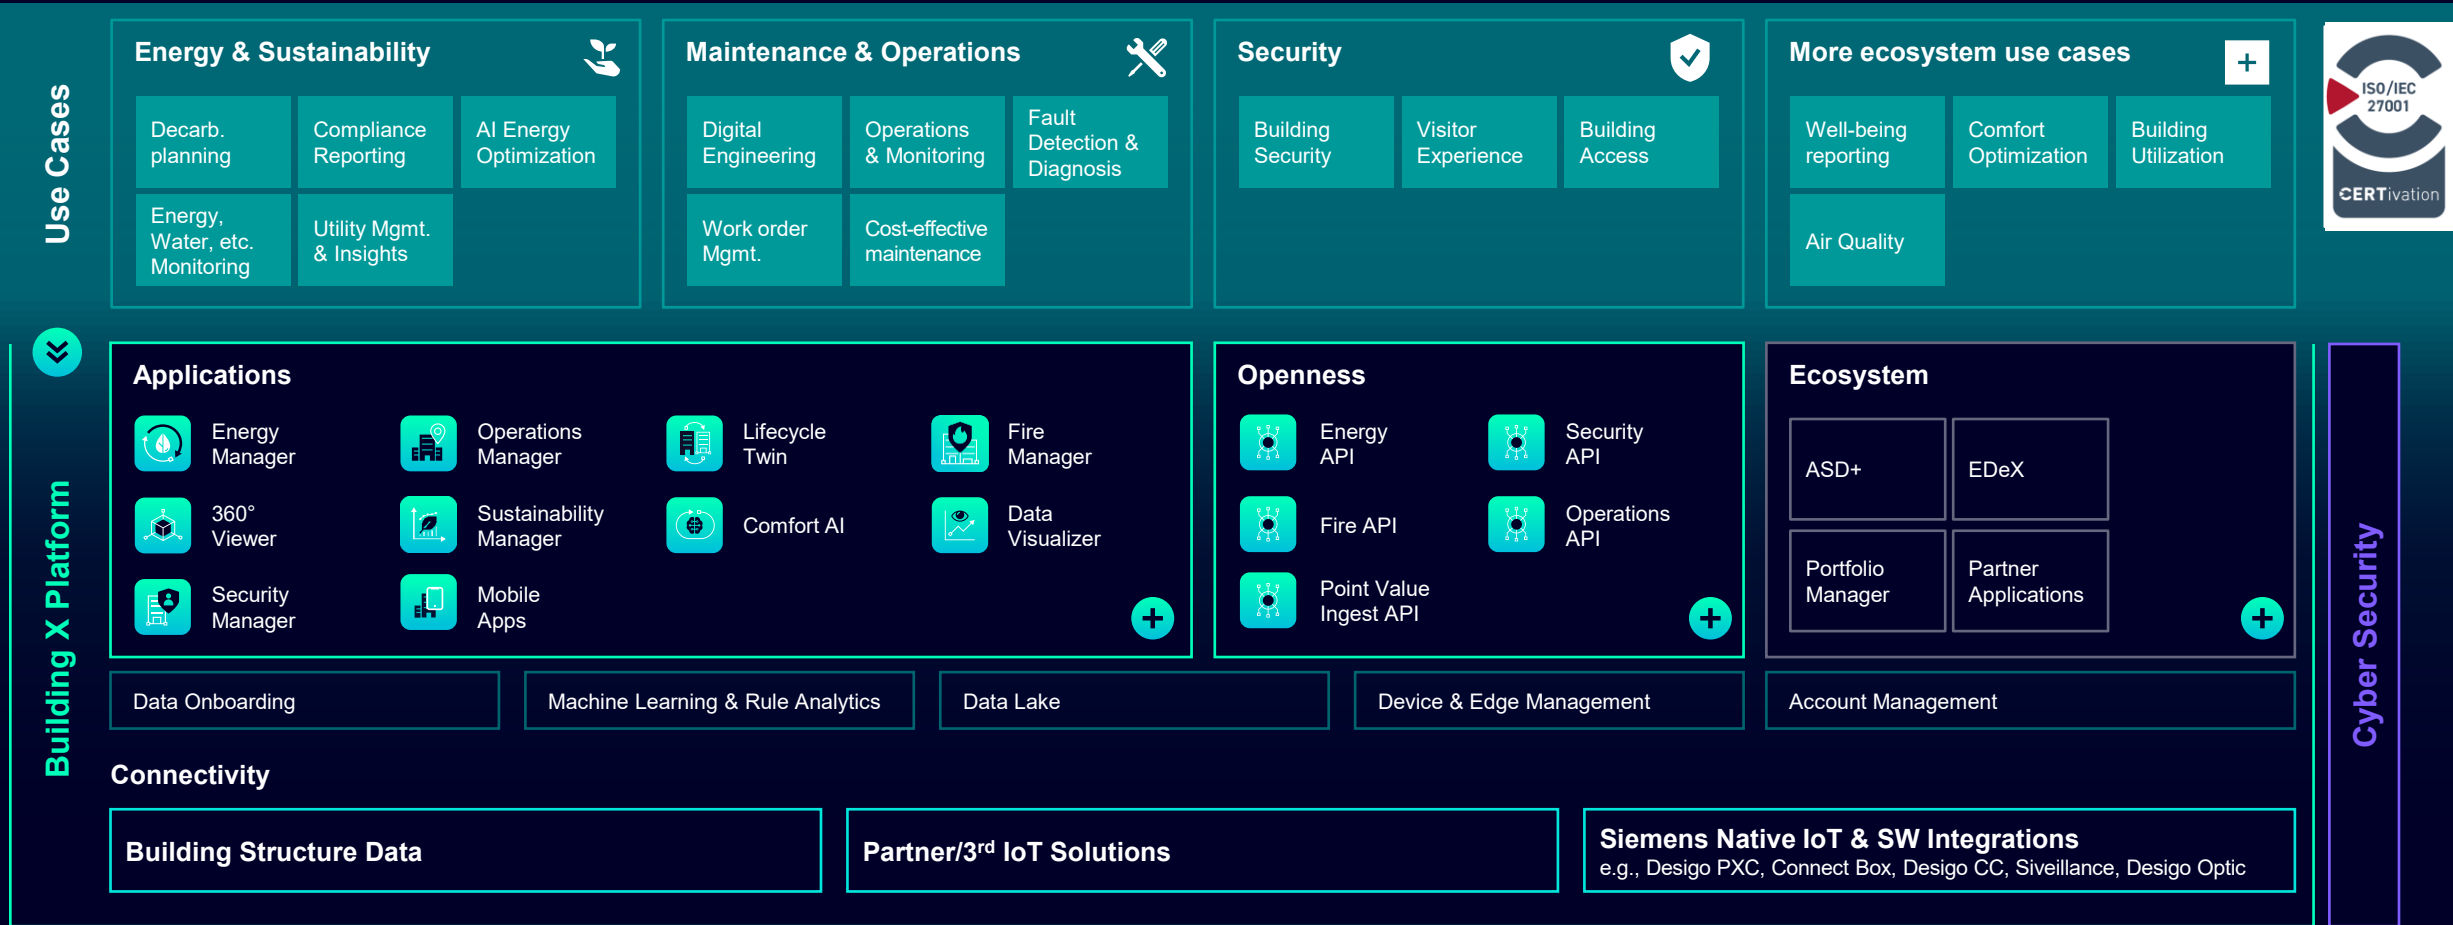 Use Cases
Energy & Sustainability
Decarb.
planning
Compliance
Reporting
AI Energy
Optimization
Energy,
Water, etc.
Monitoring
Utility Mgmt.
& Insights
Maintenance & Operations
Digital
Engineering
Operations
& Monitoring
Fault
Detection &
Diagnosis
Work order
Mgmt.
Cost-effective
maintenance
Security
Building
Security
Visitor
Experience
Building
Access
More ecosystem use cases
Well-being
reporting
Comfort
Optimization
Building
Utilization
Air Quality
ISO/IEC
27001
CERTivation
Building X Platform
Applications
Energy
Manager
Operations
Manager
Lifecycle
Twin
Fire
Manager
360°
Viewer
Sustainability
Manager
Comfort AI
Data
Visualizer
Security
Manager
Mobile
Apps
Openness
Energy
API
Security
API
Fire API
Operations
API
Point Value
Ingest API
Ecosystem
ASD+
EDeX
Portfolio
Manager
Partner
Applications
Data Onboarding
Machine Learning & Rule Analytics
Data Lake
Device & Edge Management
Account Management
Connectivity
Building Structure Data
Partner/3rd IoT Solutions
Siemens Native IoT & SW Integrations
e.g., Desigo PXC, Connect Box, Desigo CC, Siveillance, Desigo Optic
Cyber Security